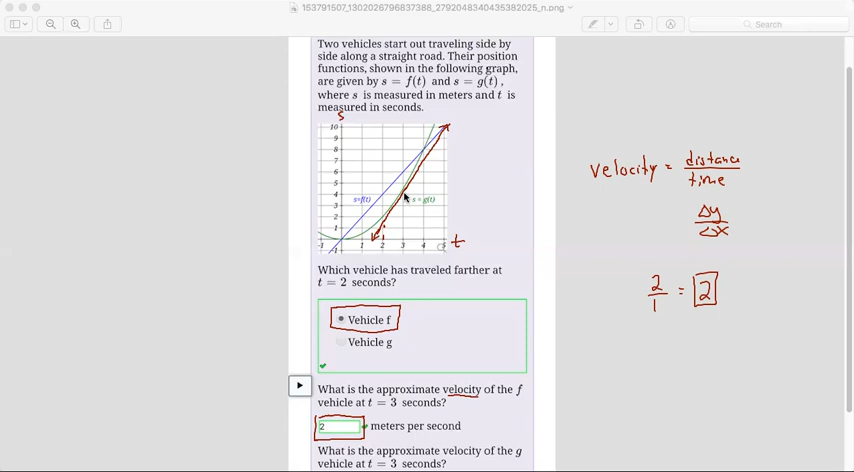 153791507_1302026796837388_2792048340435382025_n.png
Search
Two vehicles start out traveling side by
side along a straight road. Their position
functions, shown in the following graph,
are given by s = f(t) and s = g(t),
where s is measured in meters and t is
measured in seconds.
s
10
9
8
7
6
5
4
3
2
1
-1
s=f(t)
s = g(t)
-1 1 2 3 4 5
t
Which vehicle has traveled farther at
t = 2 seconds?
Vehicle f
Vehicle g
What is the approximate velocity of the f
vehicle at t = 3 seconds?
2 meters per second
What is the approximate velocity of the g
vehicle at t = 3 seconds?
velocity = distance
time
Δy
Δx
2
1
= 2